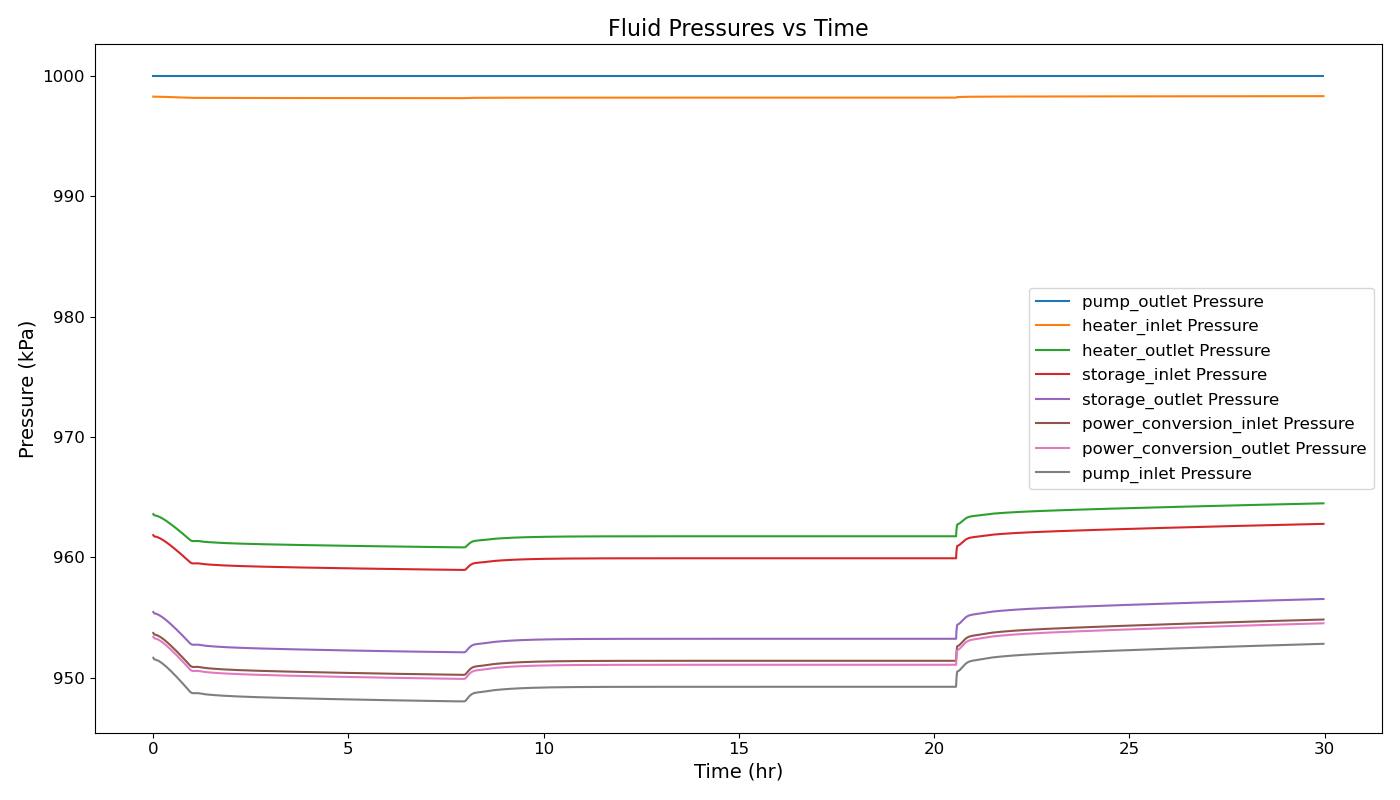 Fluid Pressures vs Time
Pressure (kPa)
1000
990
980
970
960
950
pump_outlet Pressure
heater_inlet Pressure
heater_outlet Pressure
storage_inlet Pressure
storage_outlet Pressure
power_conversion_inlet Pressure
power_conversion_outlet Pressure
pump_inlet Pressure
0 5 10 15 20 25 30
Time (hr)